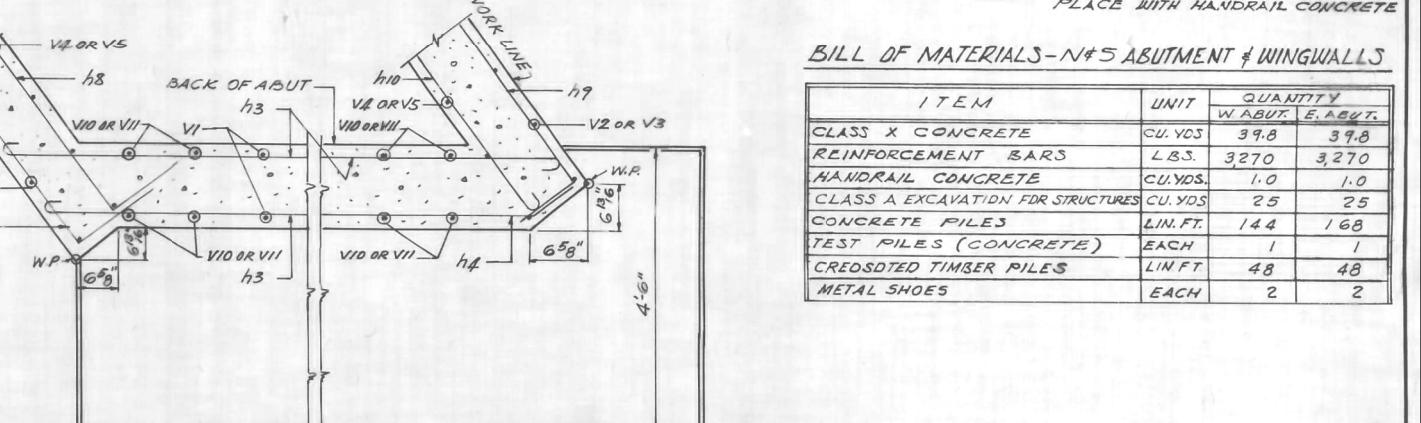 PLACE WITH HANDRAIL CONCRETE
WORK LINE
V4 OR V5
h8
BACK OF ABUT
h3
h10
V4 OR V5
h9
V10 OR V11
V1
V10 OR V11
V2 OR V3
W.P.
6 13/16"
W.P.
6 5/8"
6 13/16"
V10 OR V11
h3
V10 OR V11
h4
6 5/8"
4'-6"
BILL OF MATERIALS-N&S ABUTMENT & WINGWALLS
ITEM UNIT QUANTITY
W. ABUT. E. ABUT.
CLASS X CONCRETE CU. YDS 39.8 39.8
REINFORCEMENT BARS LBS. 3,270 3,270
HANDRAIL CONCRETE CU.YDS. 1.0 1.0
CLASS A EXCAVATION FOR STRUCTURES CU. YDS 25 25
CONCRETE PILES LIN. FT. 144 168
TEST PILES (CONCRETE) EACH 1 1
CREOSOTED TIMBER PILES LIN FT 48 48
METAL SHOES EACH 2 2